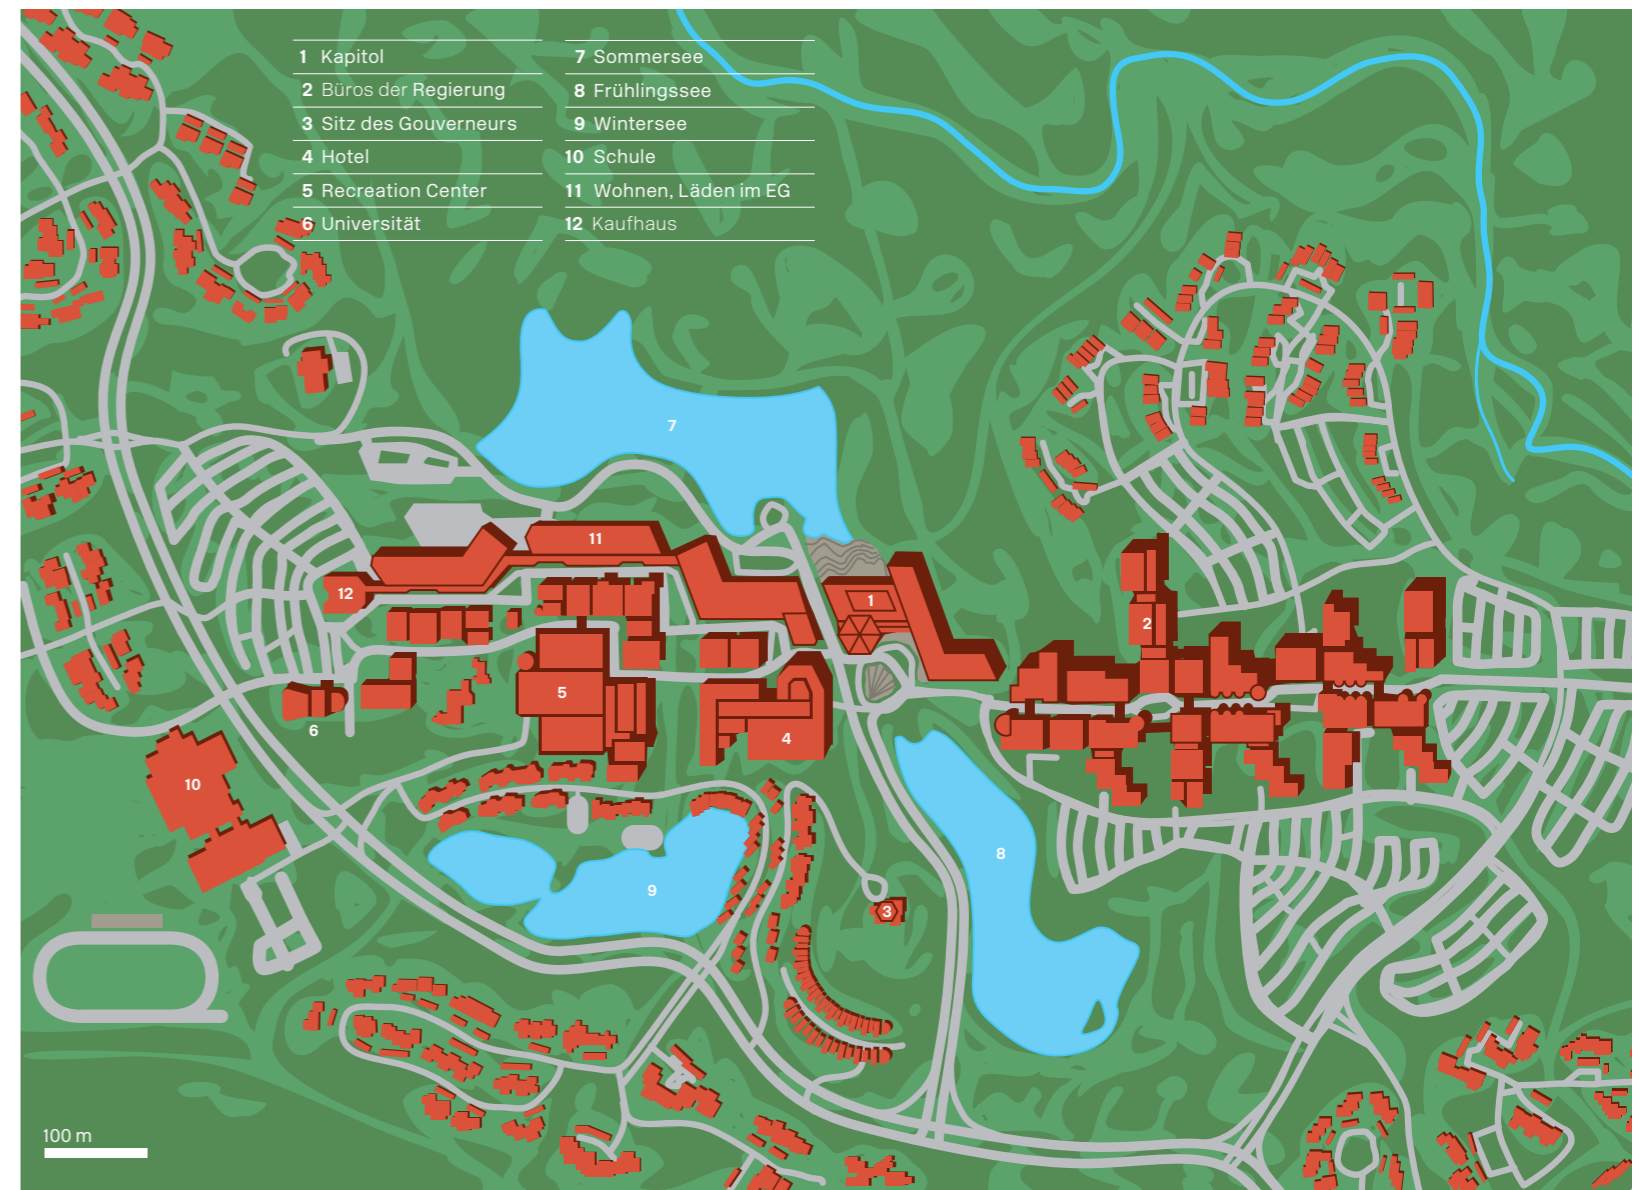 1 Kapitol
2 Büros der Regierung
3 Sitz des Gouverneurs
4 Hotel
5 Recreation Center
6 Universität
7 Sommersee
8 Frühlingssee
9 Wintersee
10 Schule
11 Wohnen, Läden im EG
12 Kaufhaus
7
11
12
1
2
5
6
4
10
8
9
3
100 m